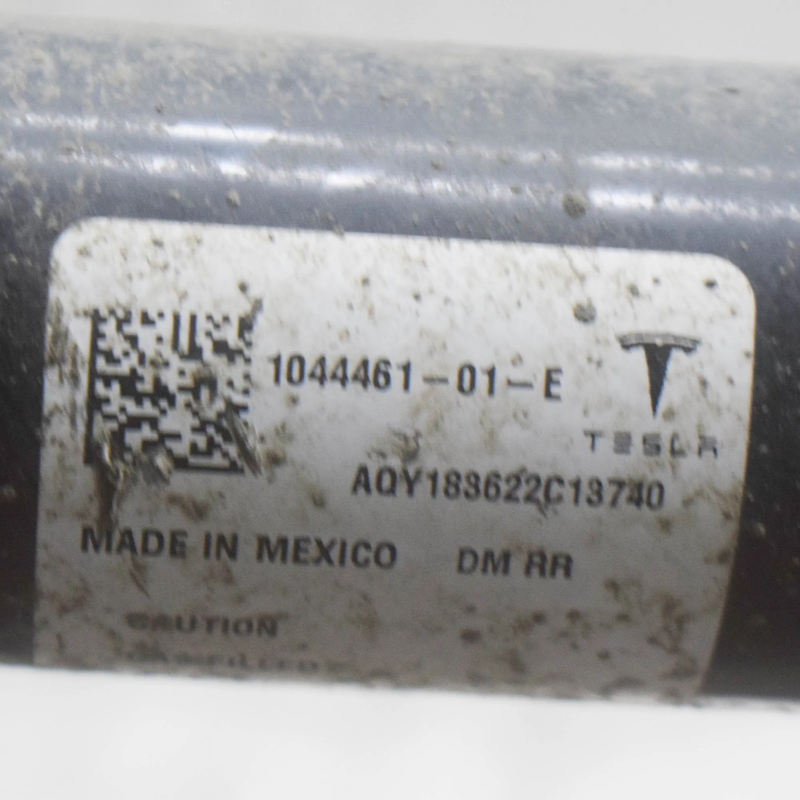 1044461-01-E
TESLA
AQY183622C13740
MADE IN MEXICO DM RR
CAUTION